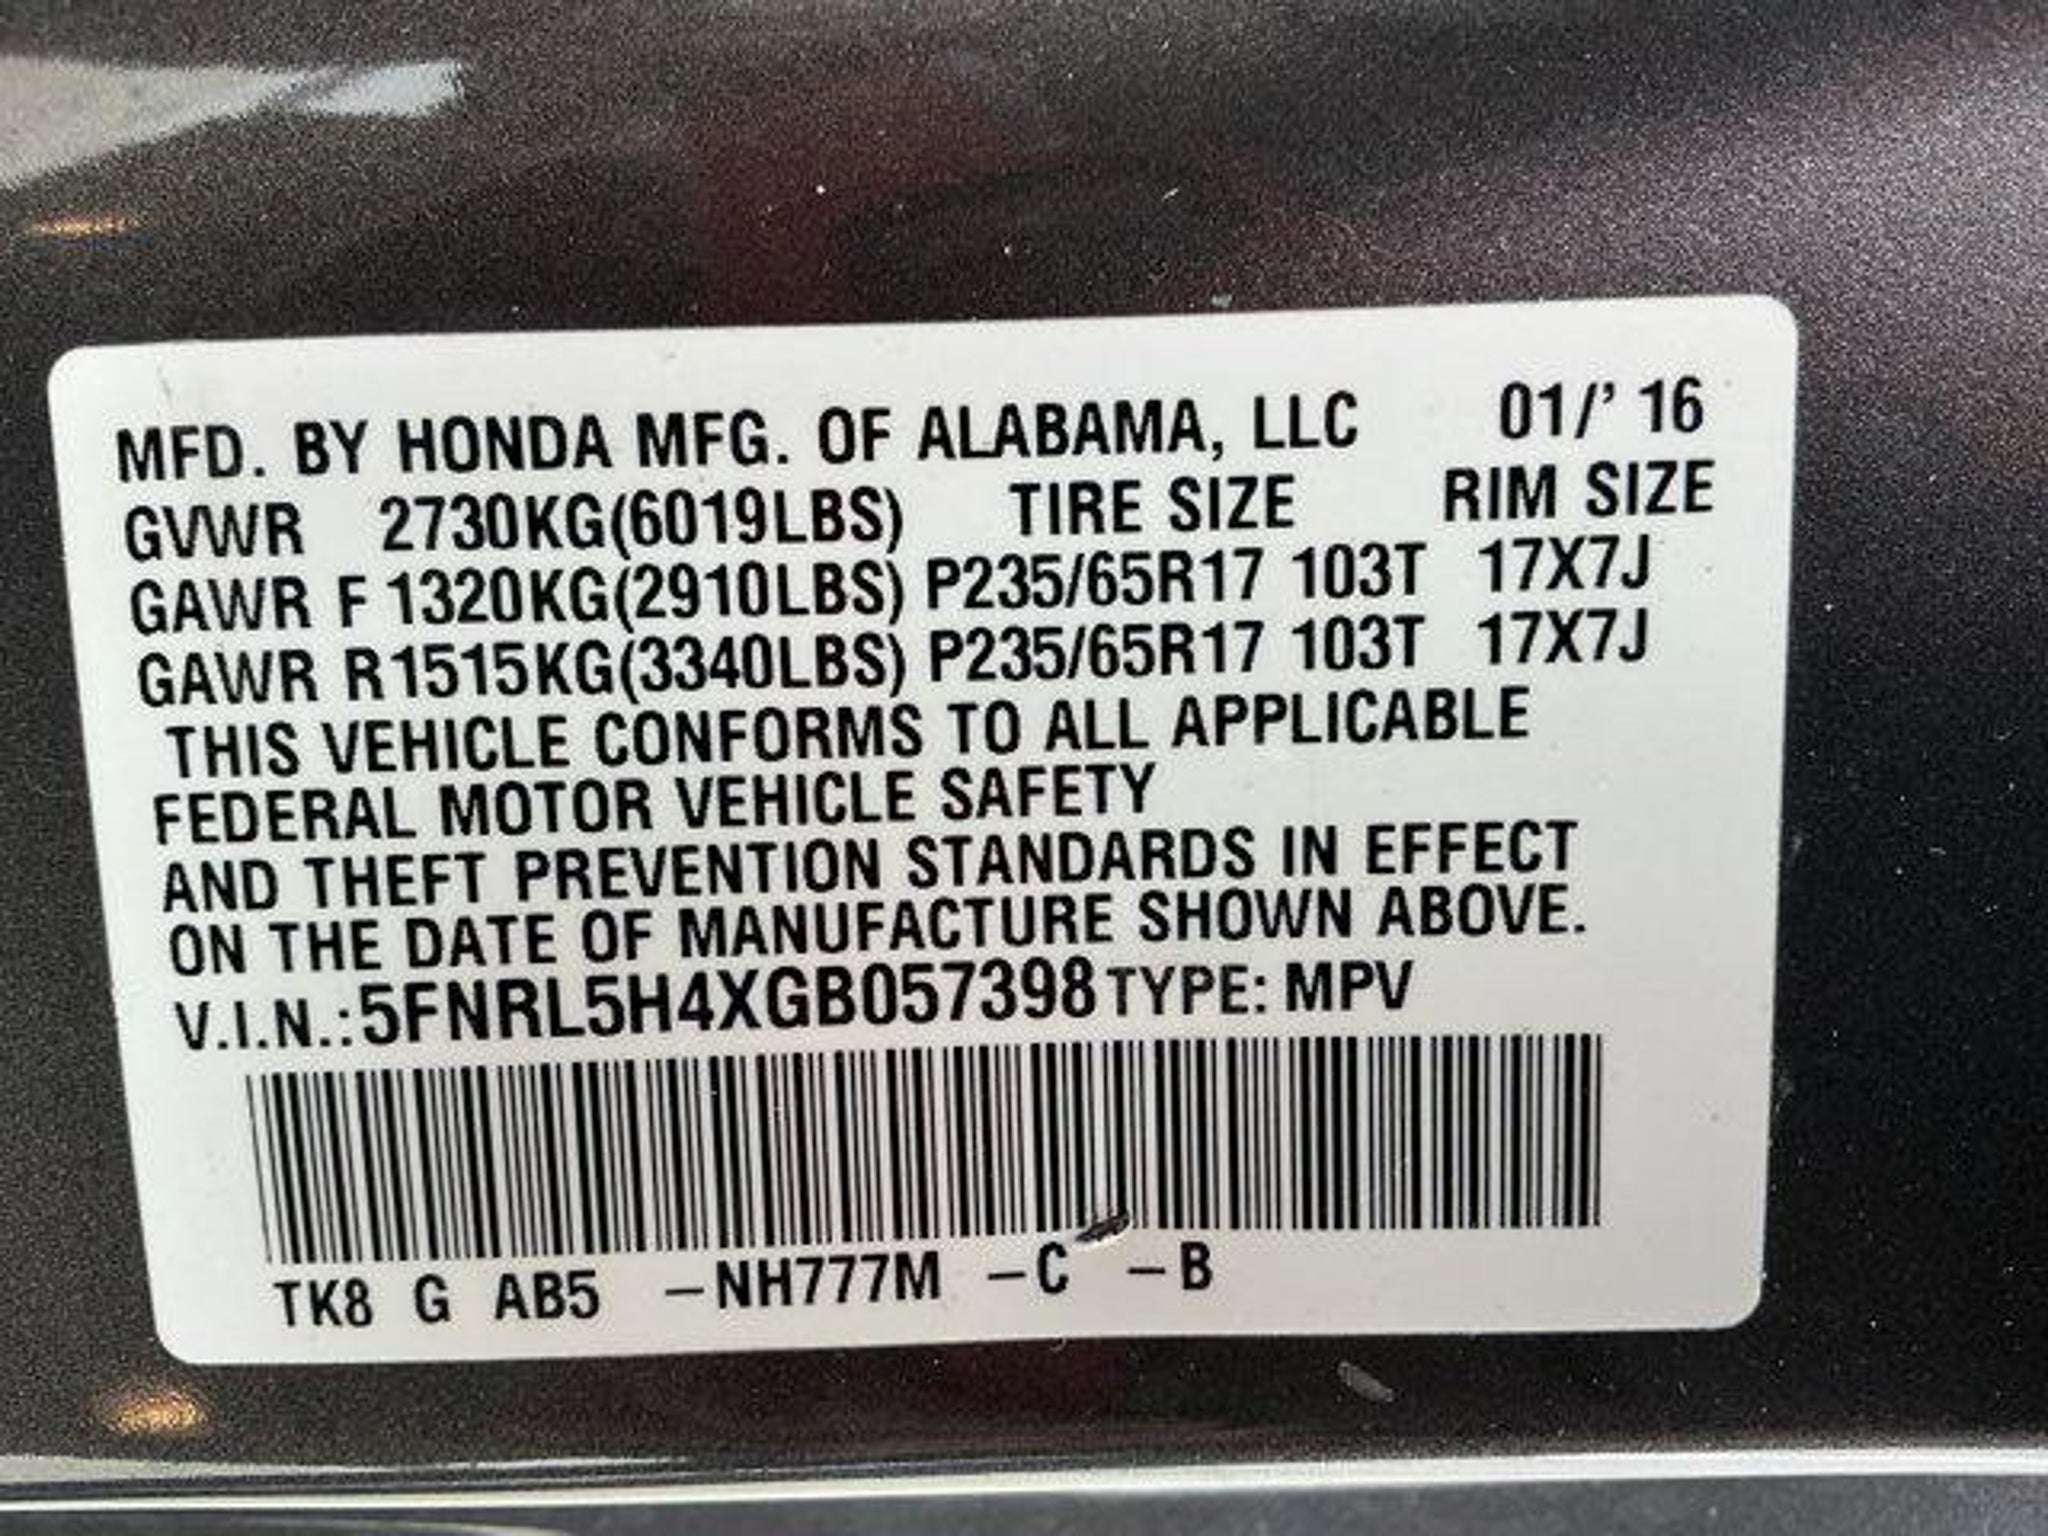 MFD. BY HONDA MFG. OF ALABAMA, LLC 01/' 16
GVWR 2730KG(6019LBS) TIRE SIZE RIM SIZE
GAWR F 1320KG(2910LBS) P235/65R17 103T 17X7J
GAWR R1515KG(3340LBS) P235/65R17 103T 17X7J
THIS VEHICLE CONFORMS TO ALL APPLICABLE
FEDERAL MOTOR VEHICLE SAFETY
AND THEFT PREVENTION STANDARDS IN EFFECT
ON THE DATE OF MANUFACTURE SHOWN ABOVE.
V.I.N.:5FNRL5H4XGB057398 TYPE: MPV
TK8 G AB5 –NH777M –C –B